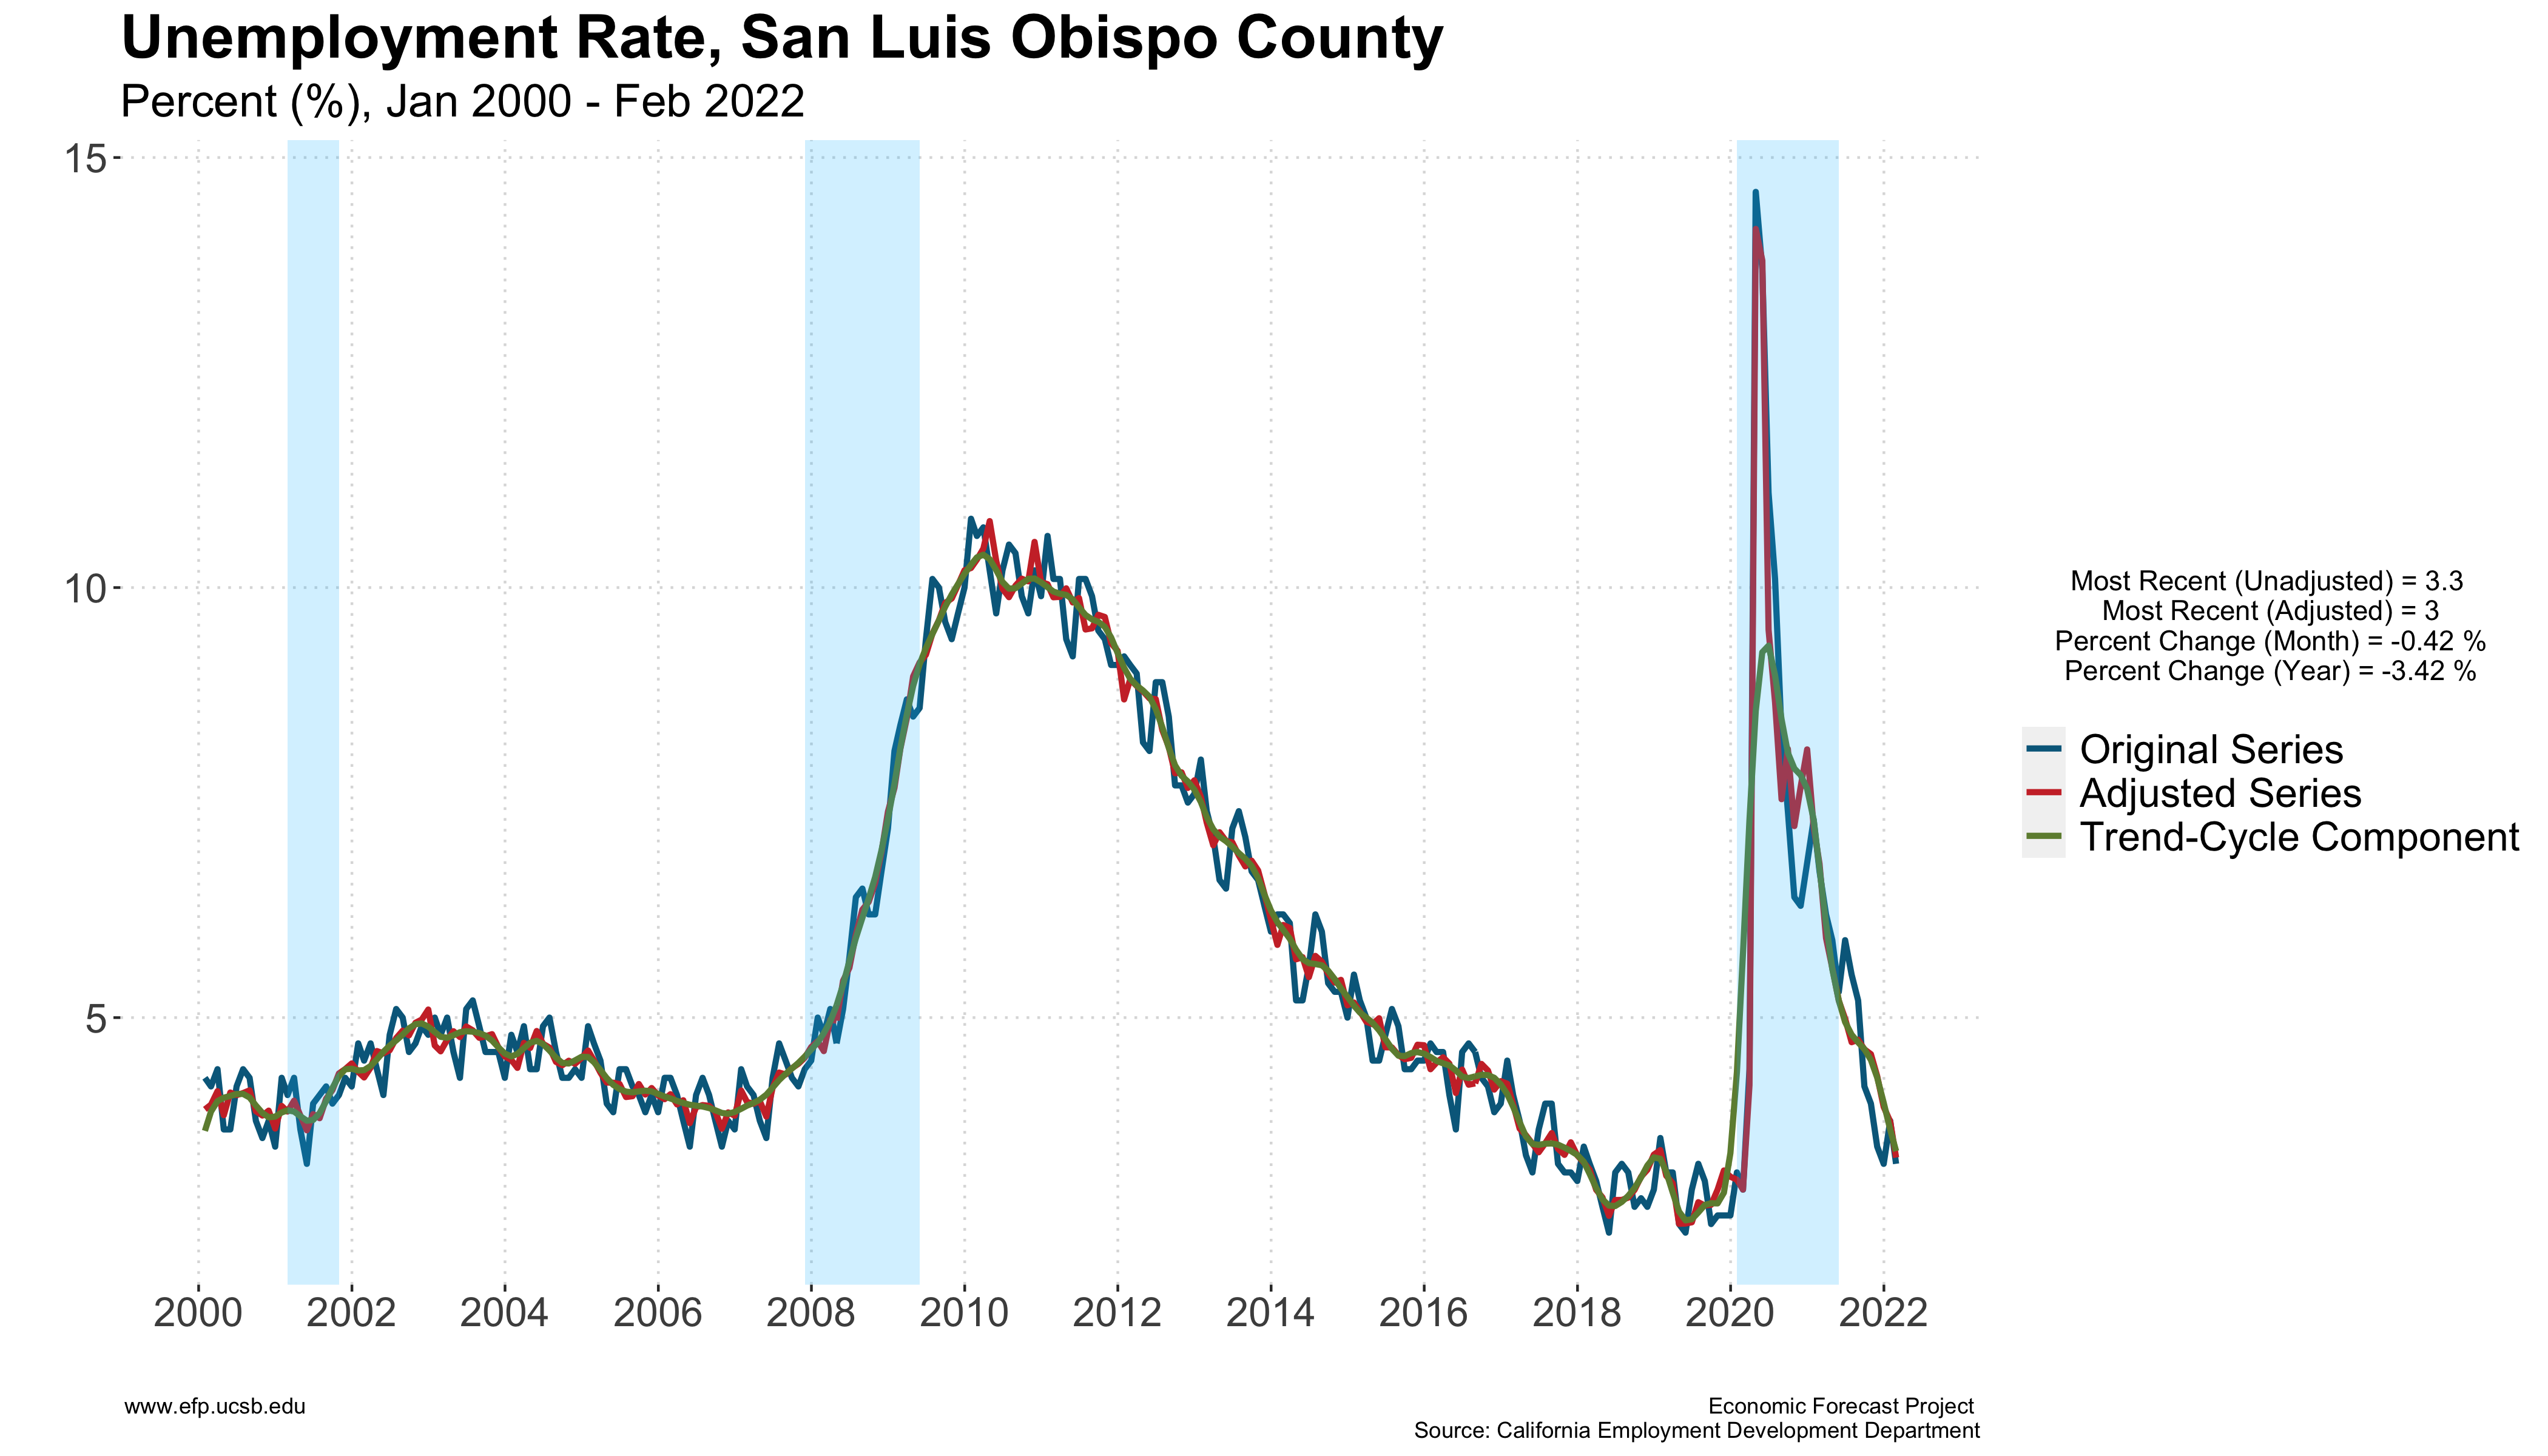 Unemployment Rate, San Luis Obispo County
Percent (%), Jan 2000 - Feb 2022
15
10
5
2000 2002 2004 2006 2008 2010 2012 2014 2016 2018 2020 2022
Most Recent (Unadjusted) = 3.3
Most Recent (Adjusted) = 3
Percent Change (Month) = -0.42 %
Percent Change (Year) = -3.42 %
Original Series
Adjusted Series
Trend-Cycle Component
www.efp.ucsb.edu
Economic Forecast Project
Source: California Employment Development Department